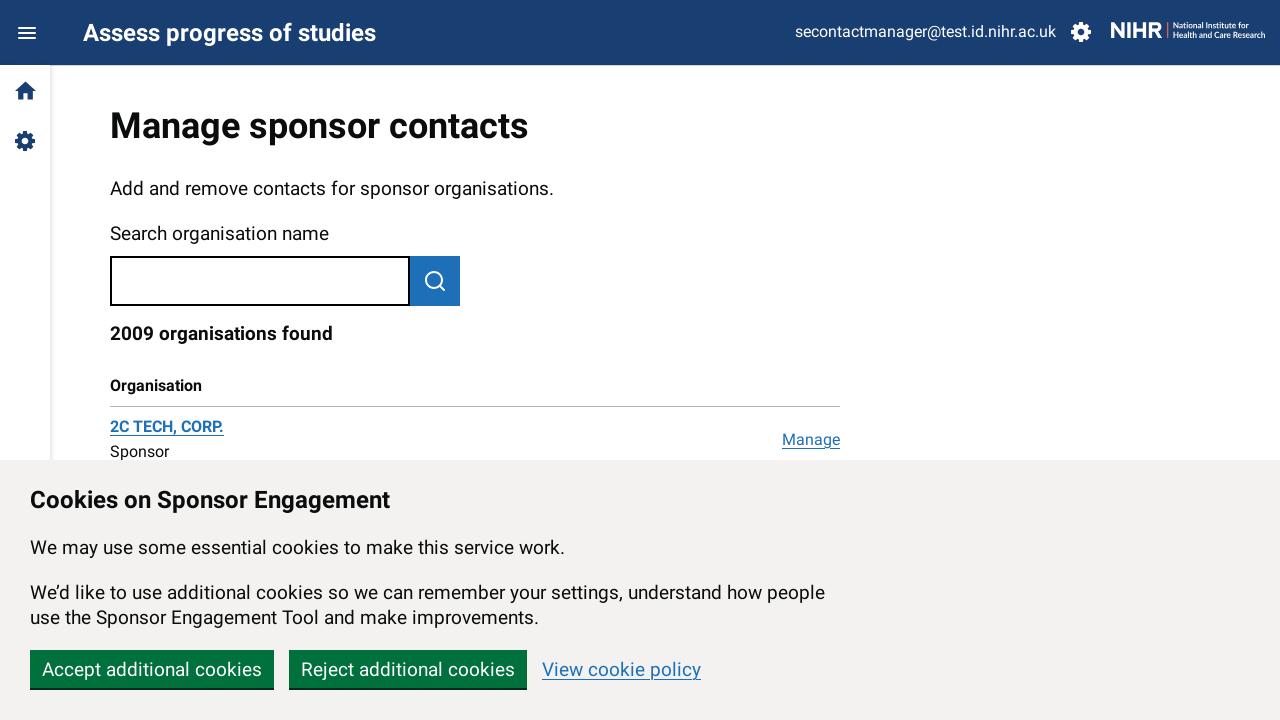 Assess progress of studies
secontactmanager@test.id.nihr.ac.uk
NIHR | National Institute for
Health and Care Research
Manage sponsor contacts
Add and remove contacts for sponsor organisations.
Search organisation name
2009 organisations found
Organisation
2C TECH, CORP.
Manage
Sponsor
Cookies on Sponsor Engagement
We may use some essential cookies to make this service work.
We’d like to use additional cookies so we can remember your settings, understand how people
use the Sponsor Engagement Tool and make improvements.
Accept additional cookies
Reject additional cookies
View cookie policy